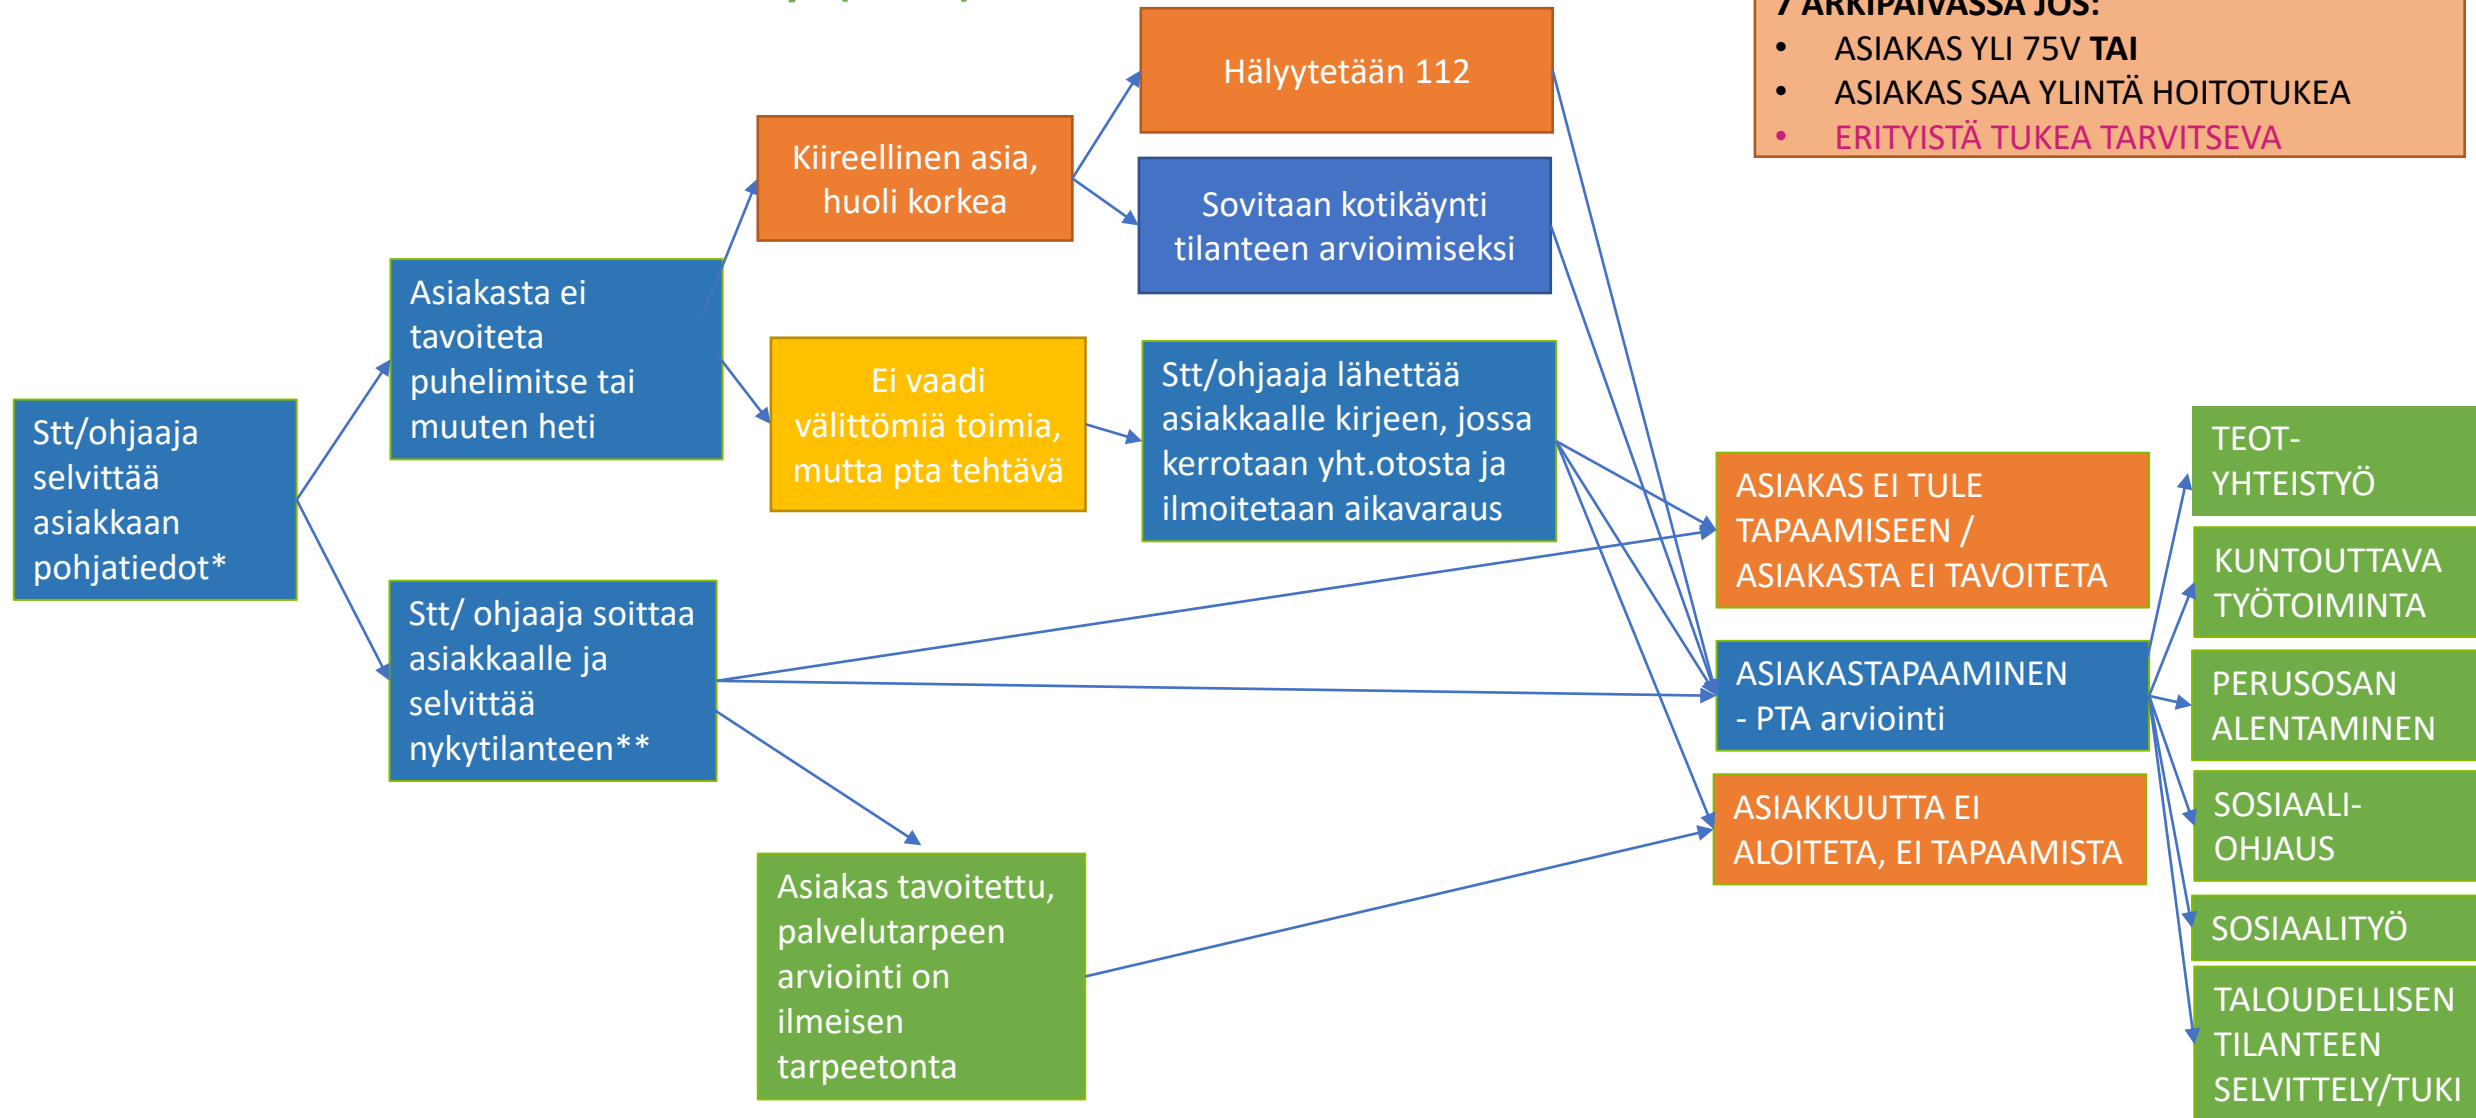 7 ARKIPÄIVÄSSÄ JOS:
• ASIAKAS YLI 75V TAI
• ASIAKAS SAA YLINTÄ HOITOTUKEA
• ERITYISTÄ TUKEA TARVITSEVA
Stt/ohjaaja
selvittää
asiakkaan
pohjatiedot*
Asiakasta ei
tavoiteta
puhelimitse tai
muuten heti
Stt/ ohjaaja soittaa
asiakkaalle ja
selvittää
nykytilanteen**
Kiireellinen asia,
huoli korkea
Ei vaadi
välittömiä toimia,
mutta pta tehtävä
Asiakas tavoitettu,
palvelutarpeen
arviointi on
ilmeisen
tarpeetonta
Hälyytetään 112
Sovitaan kotikäynti
tilanteen arvioimiseksi
Stt/ohjaaja lähettää
asiakkaalle kirjeen, jossa
kerrotaan yht.otosta ja
ilmoitetaan aikavaraus
ASIAKAS EI TULE
TAPAAMISEEN /
ASIAKASTA EI TAVOITETA
ASIAKASTAPAAMINEN
- PTA arviointi
ASIAKKUUTTA EI
ALOITETA, EI TAPAAMISTA
TEOT-
YHTEISTYÖ
KUNTOUTTAVA
TYÖTOIMINTA
PERUSOSAN
ALENTAMINEN
SOSIAALI-
OHJAUS
SOSIAALITYÖ
TALOUDELLISEN
TILANTEEN
SELVITTELY/TUKI